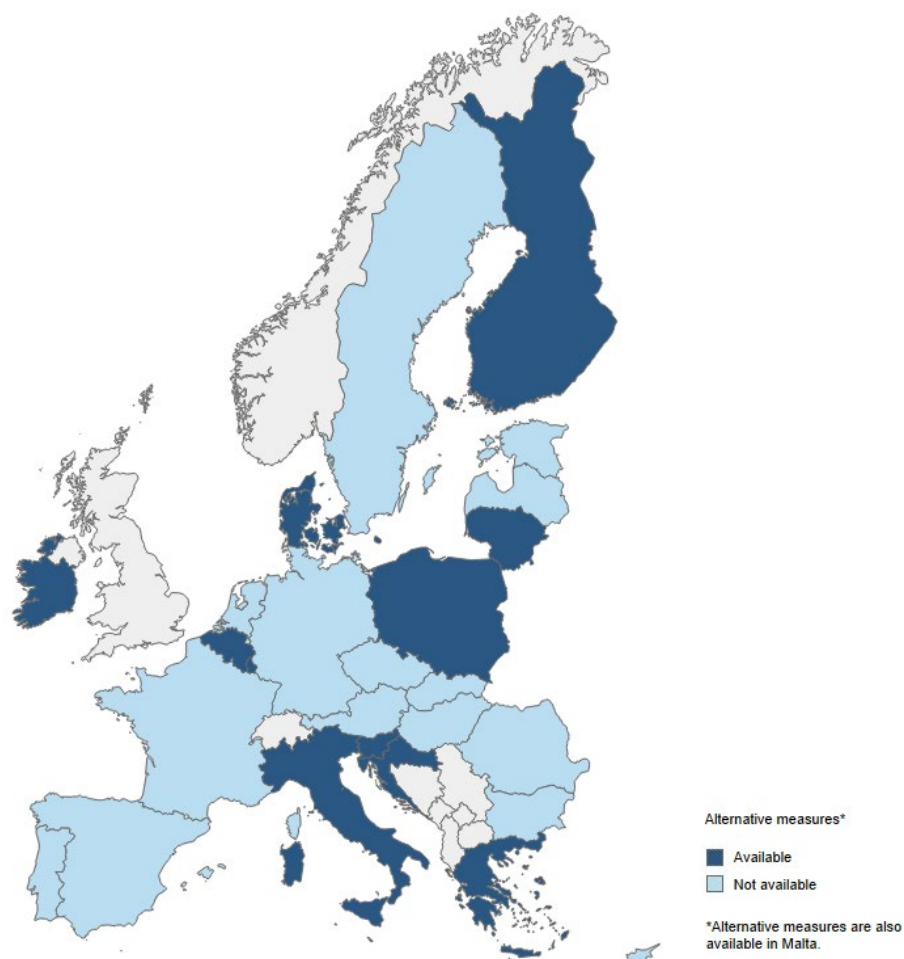 Alternative measures*
Available
Not available
*Alternative measures are also
available in Malta.